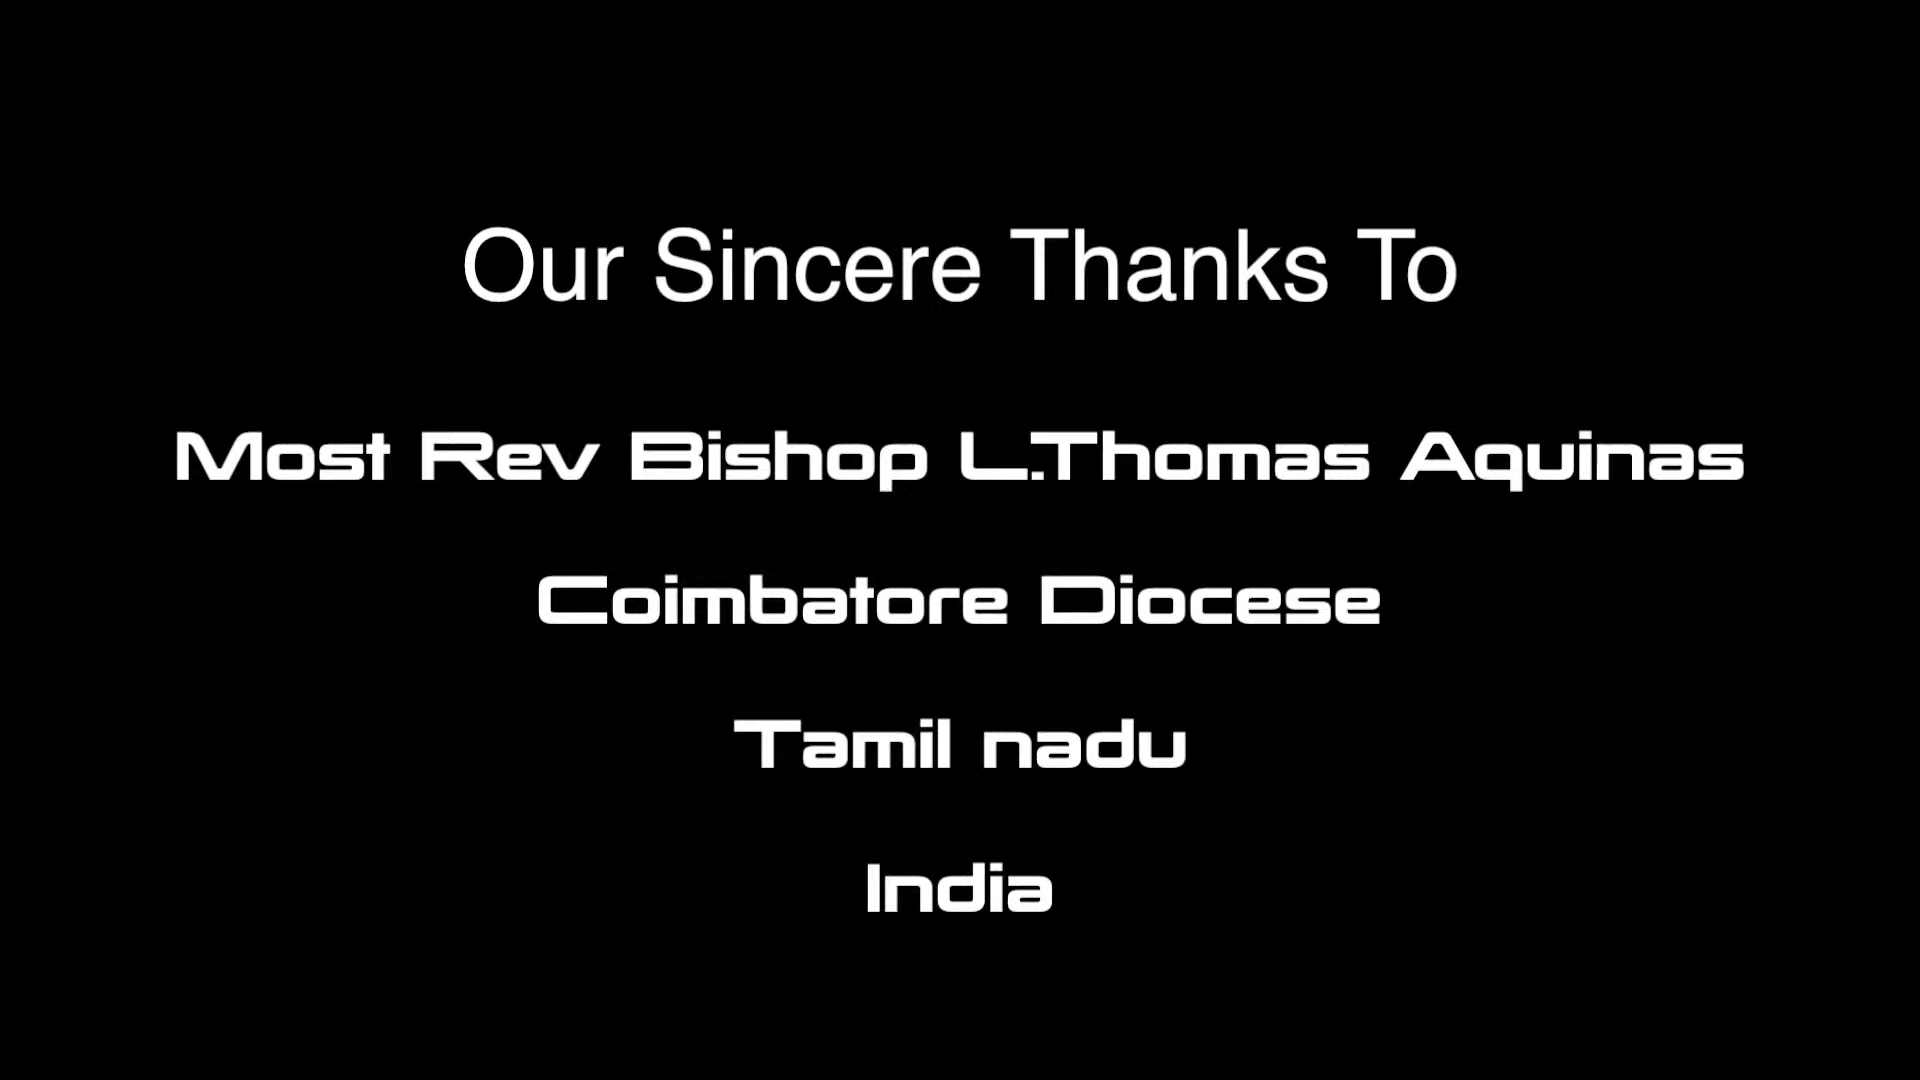 Our Sincere Thanks To
Most Rev Bishop L.Thomas Aquinas
Coimbatore Diocese
Tamil nadu
India